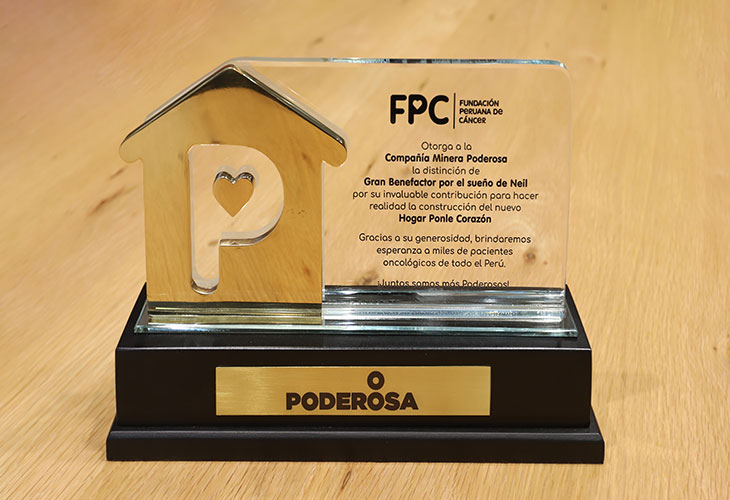 FPC
FUNDACIÓN
PERUANA DE
CÁNCER
Otorga a la
Compañía Minera Poderosa
la distinción de
Gran Benefactor por el sueño de Neil
por su invaluable contribución para hacer
realidad la construcción del nuevo
Hogar Ponle Corazón
Gracias a su generosidad, brindaremos
esperanza a miles de pacientes
oncológicos de todo el Perú.
¡Juntos somos más Poderosos!
P
PODEROSA